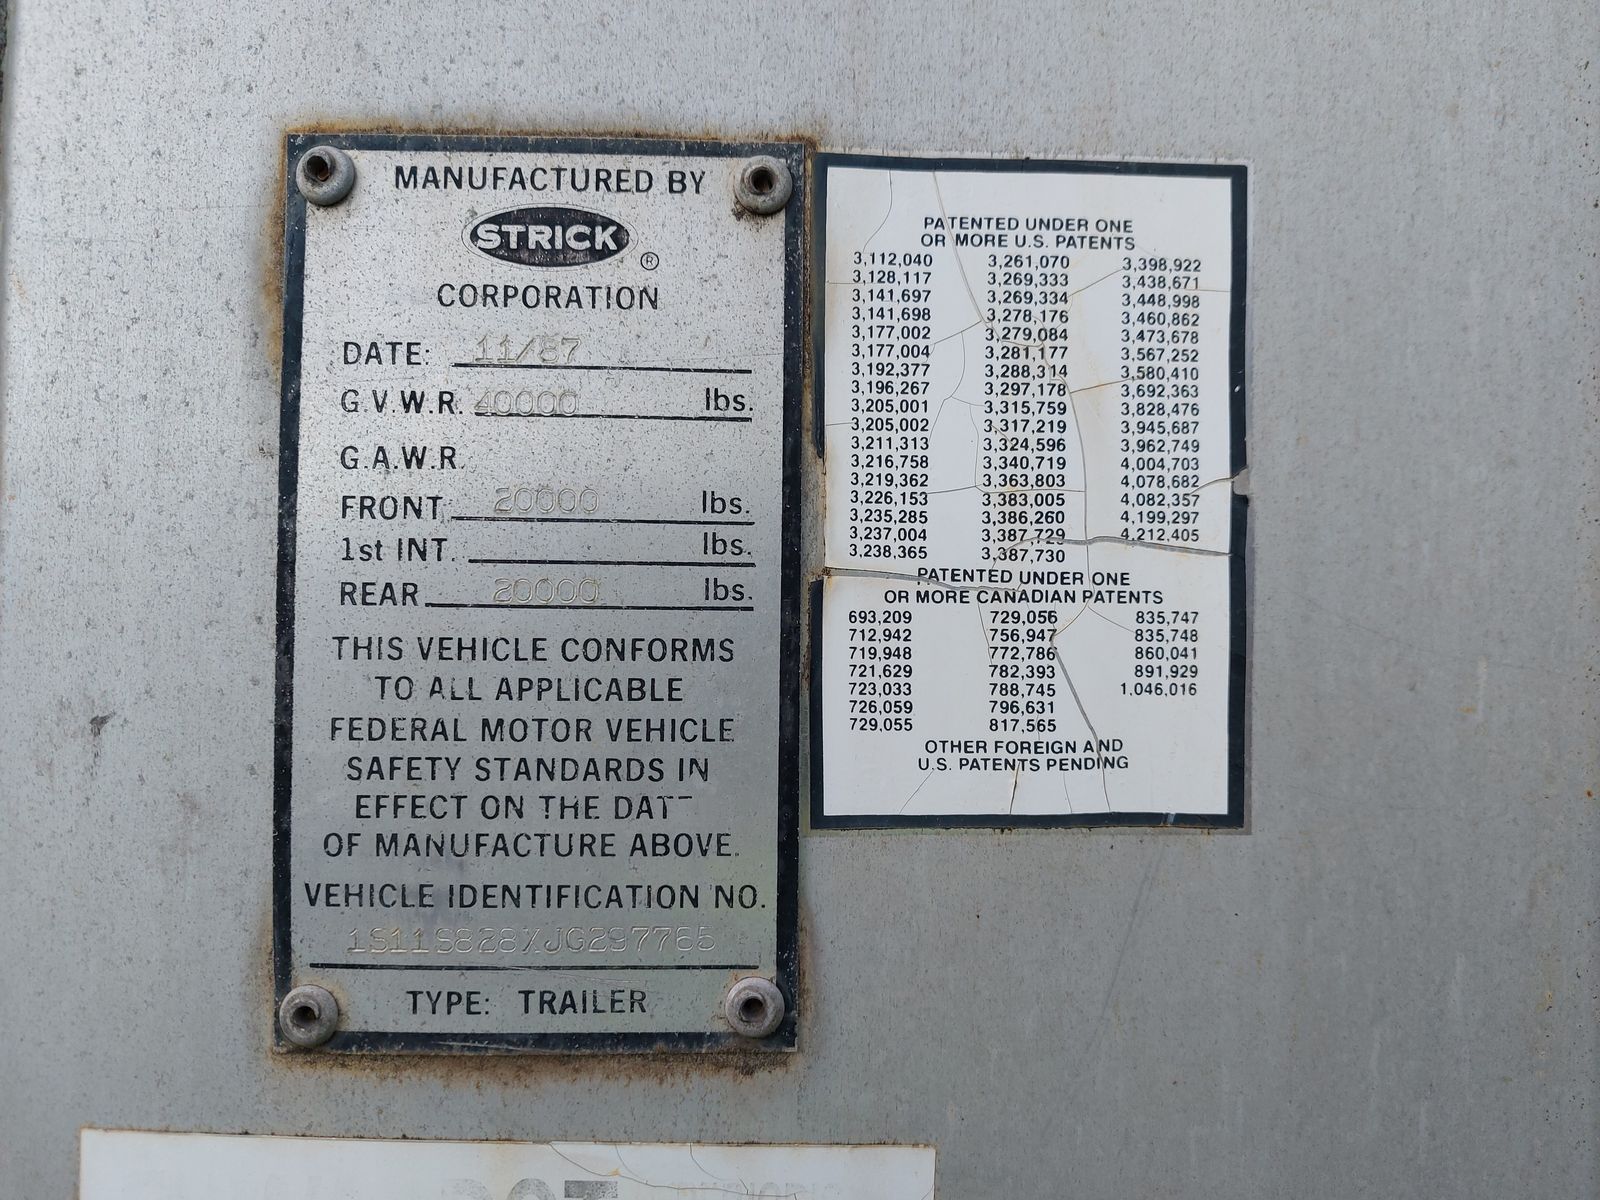 MANUFACTURED BY
STRICK ®
CORPORATION
DATE: 11/87
G.V.W.R. 40000 lbs.
G.A.W.R.
FRONT 20000 lbs.
1st INT. lbs.
REAR 20000 lbs.
THIS VEHICLE CONFORMS
TO ALL APPLICABLE
FEDERAL MOTOR VEHICLE
SAFETY STANDARDS IN
EFFECT ON THE DATE
OF MANUFACTURE ABOVE.
VEHICLE IDENTIFICATION NO.
1S11S828XJG297765
TYPE: TRAILER
PATENTED UNDER ONE
OR MORE U.S. PATENTS
3,112,040 3,261,070 3,398,922
3,128,117 3,269,333 3,438,671
3,141,697 3,269,334 3,448,998
3,141,698 3,278,176 3,460,862
3,177,002 3,279,084 3,473,678
3,177,004 3,281,177 3,567,252
3,192,377 3,288,314 3,580,410
3,196,267 3,297,178 3,692,363
3,205,001 3,315,759 3,828,476
3,205,002 3,317,219 3,945,687
3,211,313 3,324,596 3,962,749
3,216,758 3,340,719 4,004,703
3,219,362 3,363,803 4,078,682
3,226,153 3,383,005 4,082,357
3,235,285 3,386,260 4,199,297
3,237,004 3,387,729 4,212,405
3,238,365 3,387,730
PATENTED UNDER ONE
OR MORE CANADIAN PATENTS
693,209 729,056 835,747
712,942 756,947 835,748
719,948 772,786 860,041
721,629 782,393 891,929
723,033 788,745 1,046,016
726,059 796,631
729,055 817,565
OTHER FOREIGN AND
U.S. PATENTS PENDING